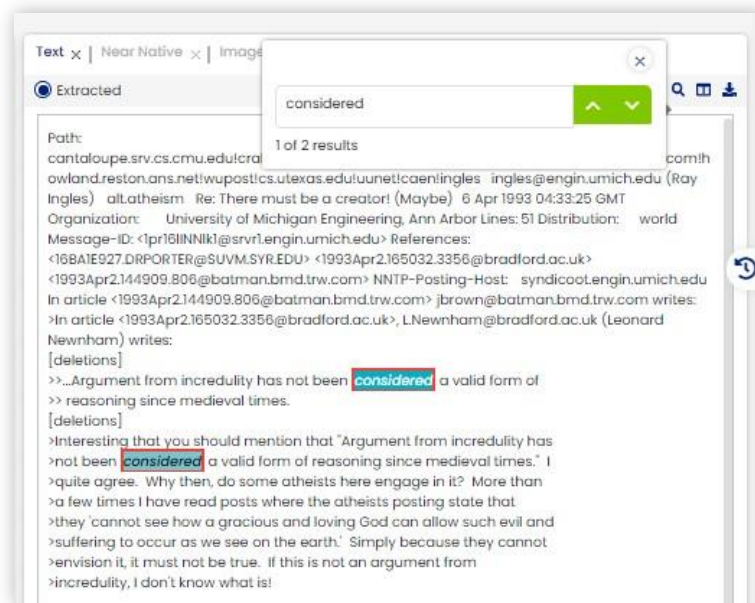 Text × | Near Native × | Image
Extracted
considered
1 of 2 results
Path:
cantaloupe.srv.cs.cmu.edu!cra
com!h
owland.reston.ans.net!wupost!cs.utexas.edu!uunet!caen!ingles ingles@engin.umich.edu (Ray
Ingles) alt.atheism Re: There must be a creator! (Maybe) 6 Apr 1993 04:33:25 GMT
Organization: University of Michigan Engineering, Ann Arbor Lines: 51 Distribution: world
Message-ID: <1pr16lINNlk1@srvr1.engin.umich.edu> References:
<16BA1E927.DRPORTER@SUVM.SYR.EDU> <1993Apr2.165032.3356@bradford.ac.uk>
<1993Apr2.144909.806@batman.bmd.trw.com> NNTP-Posting-Host: syndicoot.engin.umich.edu
In article <1993Apr2.144909.806@batman.bmd.trw.com> jbrown@batman.bmd.trw.com writes:
>In article <1993Apr2.165032.3356@bradford.ac.uk>, L.Newnham@bradford.ac.uk (Leonard
Newnham) writes:
[deletions]
>>...Argument from incredulity has not been considered a valid form of
>> reasoning since medieval times.
[deletions]
>Interesting that you should mention that "Argument from incredulity has
>not been considered a valid form of reasoning since medieval times." I
>quite agree. Why then, do some atheists here engage in it? More than
>a few times I have read posts where the atheists posting state that
>they 'cannot see how a gracious and loving God can allow such evil and
>suffering to occur as we see on the earth.' Simply because they cannot
>envision it, it must not be true. If this is not an argument from
>incredulity, I don't know what is!